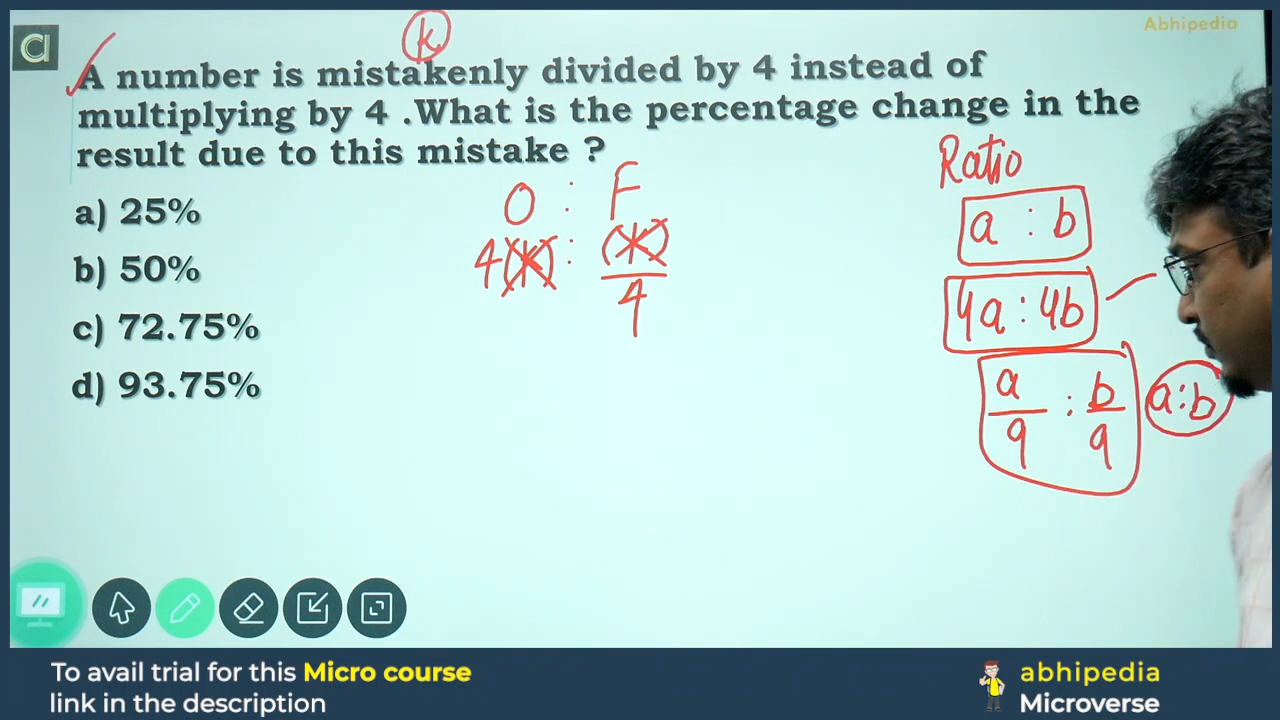 Abhipedia
k
A number is mistakenly divided by 4 instead of
multiplying by 4 .What is the percentage change in the
result due to this mistake ?
a) 25%
b) 50%
c) 72.75%
d) 93.75%
O : F
4(k) : (k)
4
Ratio
a : b
4a : 4b
a : b
9 9
a:b
To avail trial for this Micro course
link in the description
abhipedia
Microverse